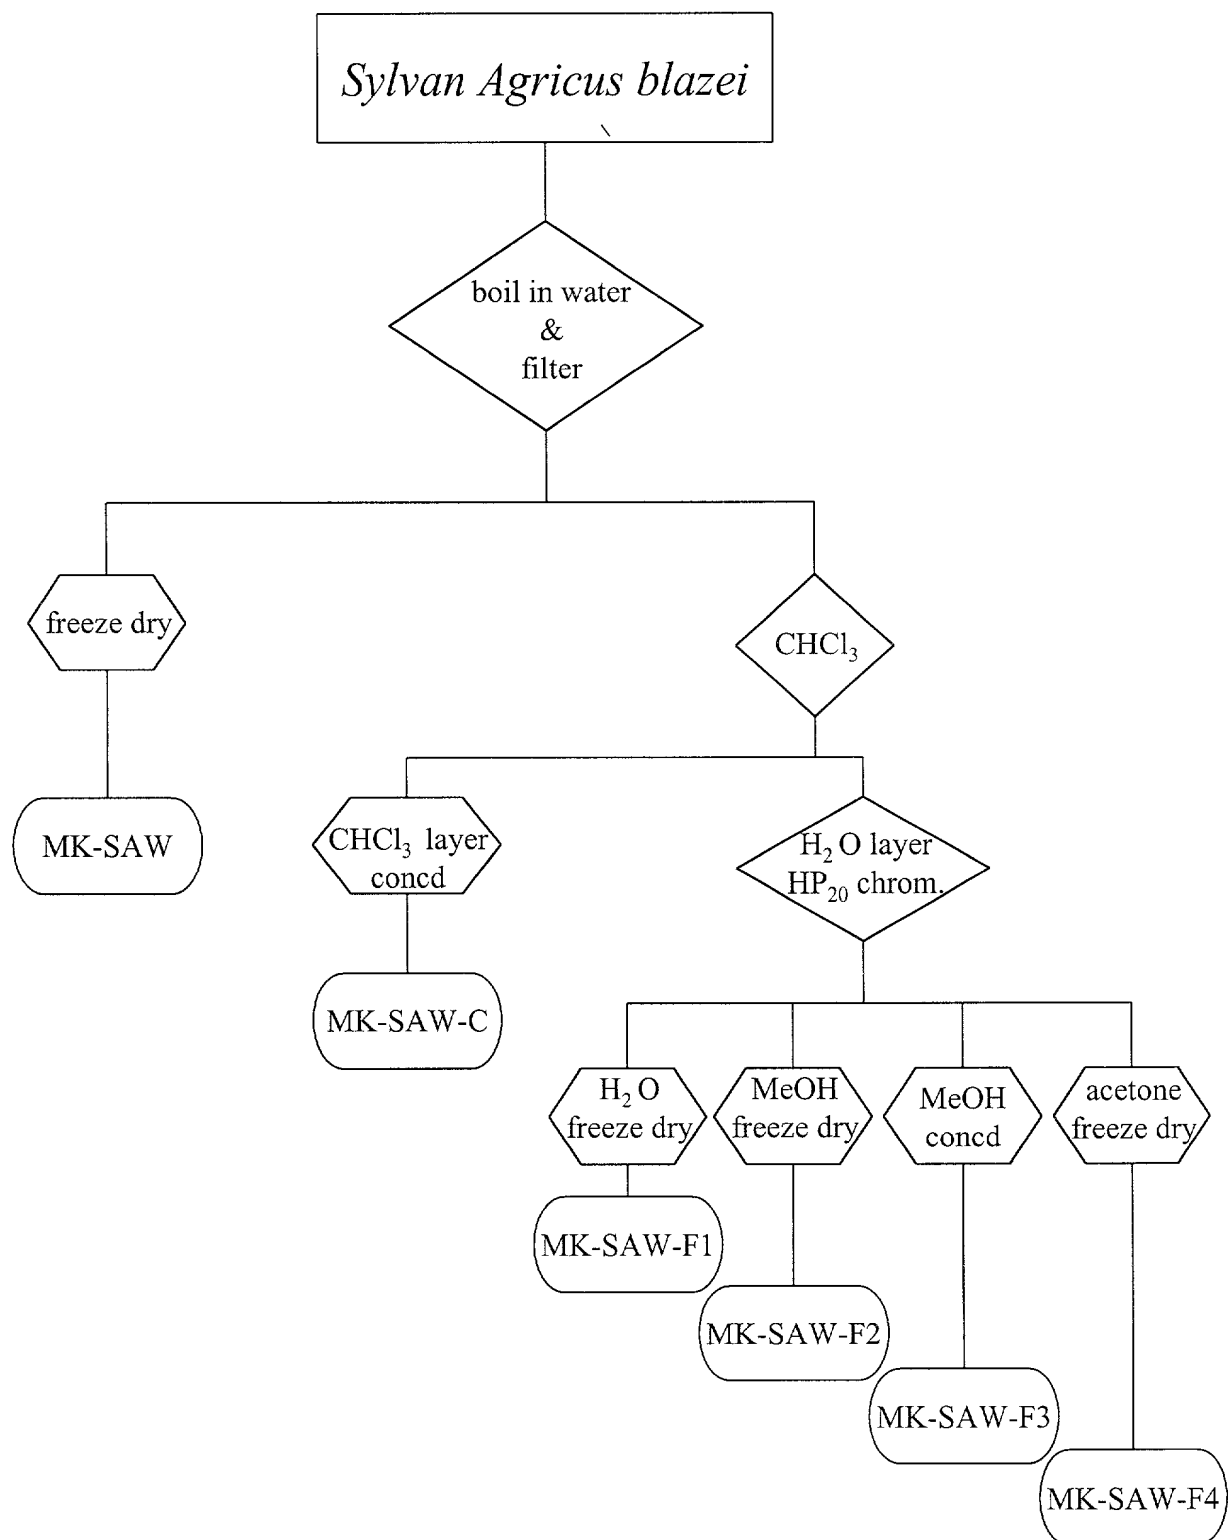 Sylvan Agricus blazei
boil in water
&
filter
freeze dry
CHCl₃
MK-SAW
CHCl₃ layer
concd
H₂O layer
HP₂₀ chrom.
MK-SAW-C
H₂O
freeze dry
MeOH
freeze dry
MeOH
concd
acetone
freeze dry
MK-SAW-F1
MK-SAW-F2
MK-SAW-F3
MK-SAW-F4